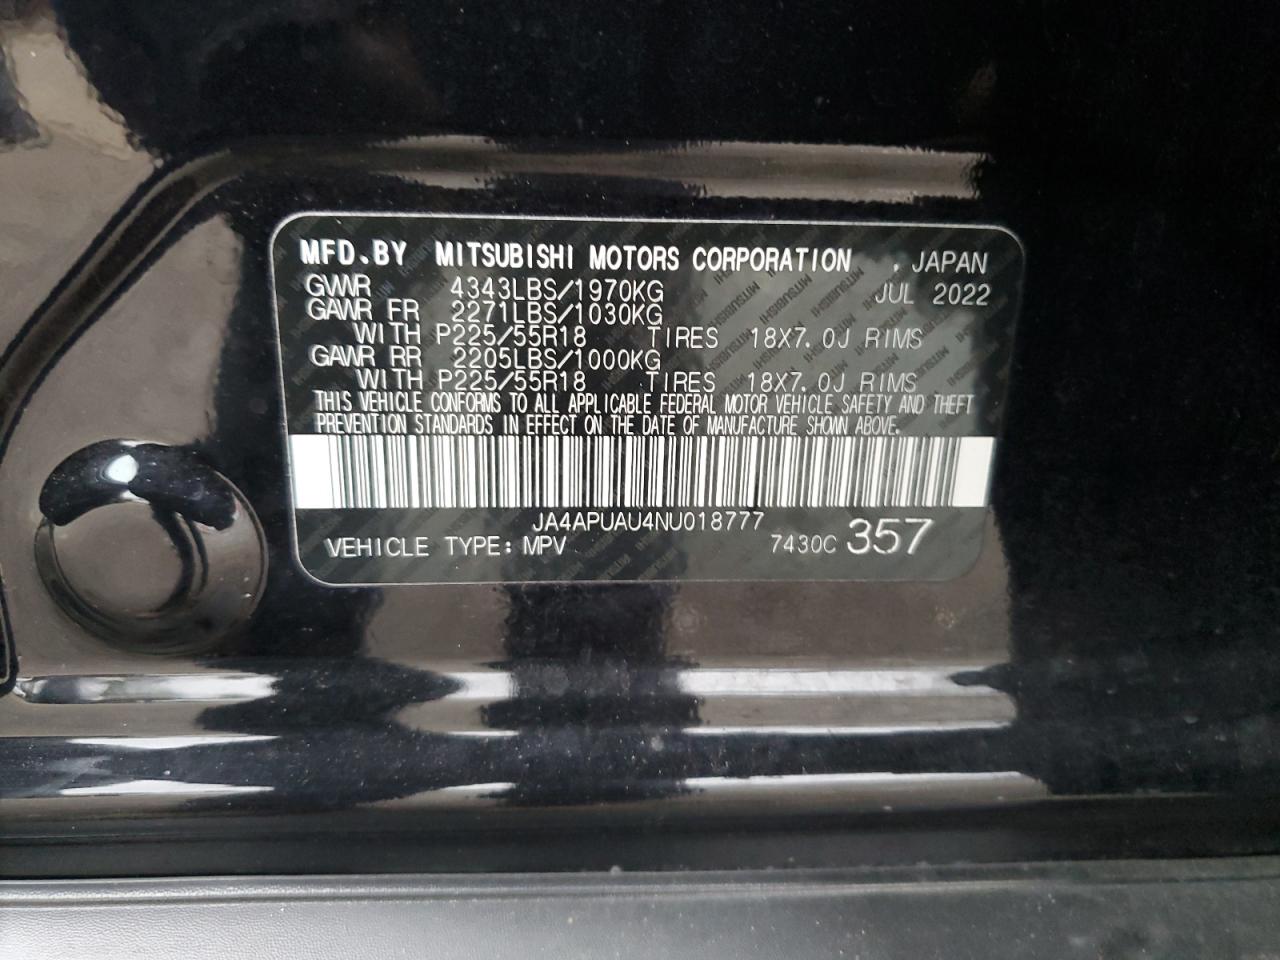 MFD.BY MITSUBISHI MOTORS CORPORATION , JAPAN
GVWR 4343LBS/1970KG JUL 2022
GAWR FR 2271LBS/1030KG
WITH P225/55R18 TIRES 18X7.0J RIMS
GAWR RR 2205LBS/1000KG
WITH P225/55R18 TIRES 18X7.0J RIMS
THIS VEHICLE CONFORMS TO ALL APPLICABLE FEDERAL MOTOR VEHICLE SAFETY AND THEFT
PREVENTION STANDARDS IN EFFECT ON THE DATE OF MANUFACTURE SHOWN ABOVE.
JA4APUAU4NU018777
VEHICLE TYPE: MPV 7430C 357